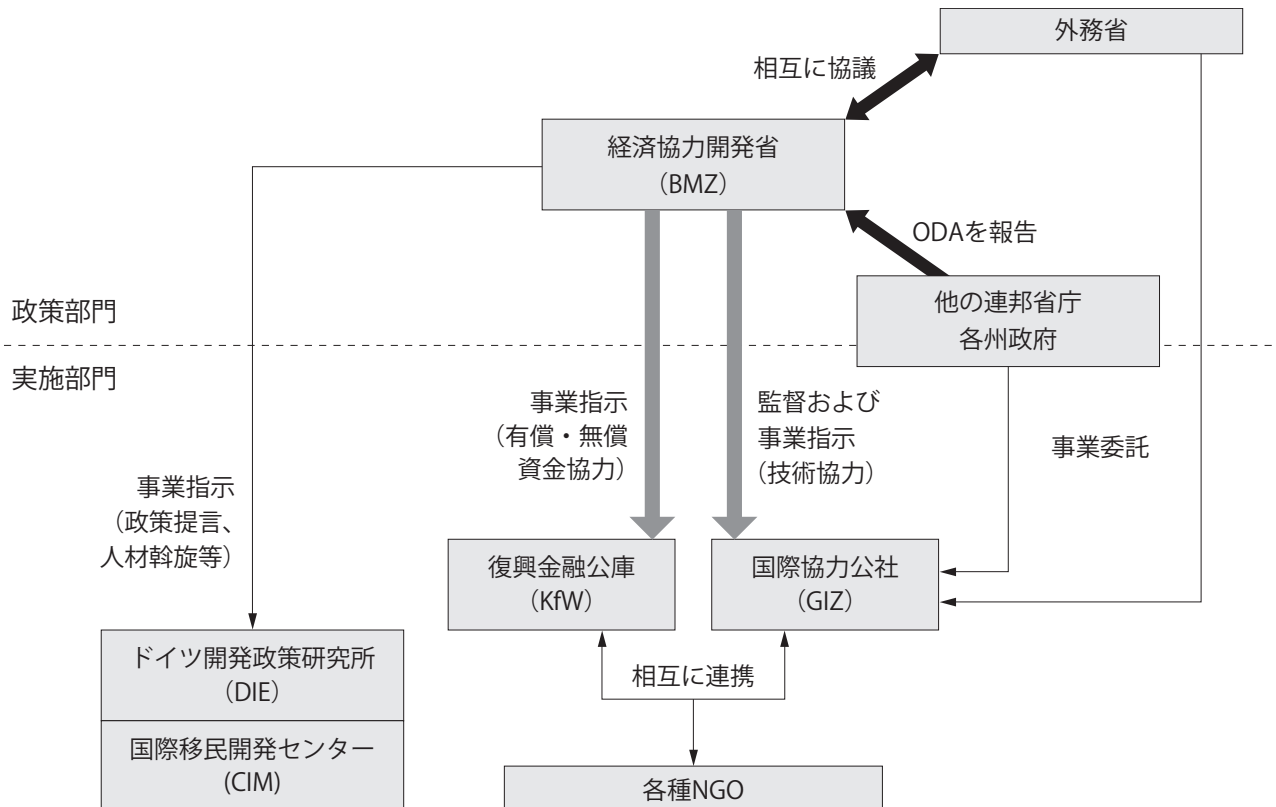 外務省
相互に協議
経済協力開発省
（BMZ）
ODAを報告
他の連邦省庁
各州政府
政策部門
実施部門
事業指示
（有償・無償
資金協力）
監督および
事業指示
（技術協力）
事業委託
事業指示
（政策提言、
人材斡旋等）
復興金融公庫
（KfW）
国際協力公社
（GIZ）
ドイツ開発政策研究所
（DIE）
相互に連携
国際移民開発センター
(CIM)
各種NGO